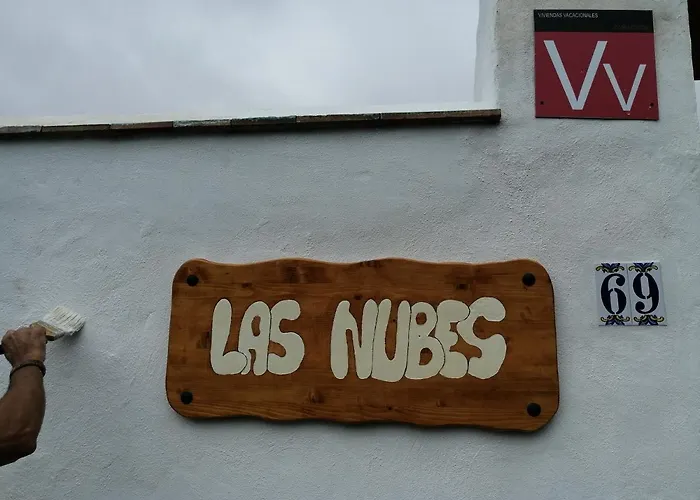 VIVIENDAS VACACIONALES
VV
LAS NUBES
69